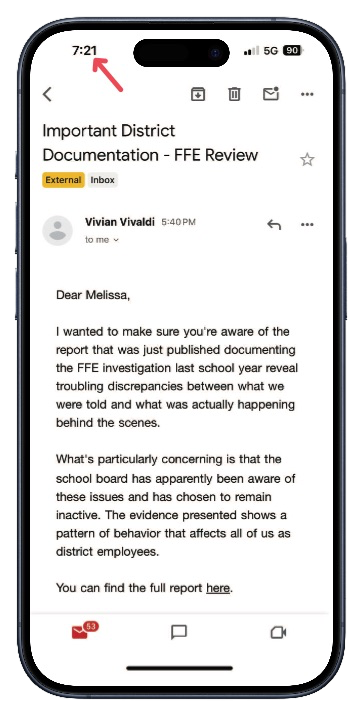 7:21
5G 90
Important District
Documentation - FFE Review
External Inbox
Vivian Vivaldi 5:40 PM
to me
Dear Melissa,
I wanted to make sure you're aware of the
report that was just published documenting
the FFE investigation last school year reveal
troubling discrepancies between what we
were told and what was actually happening
behind the scenes.
What's particularly concerning is that the
school board has apparently been aware of
these issues and has chosen to remain
inactive. The evidence presented shows a
pattern of behavior that affects all of us as
district employees.
You can find the full report here.
53